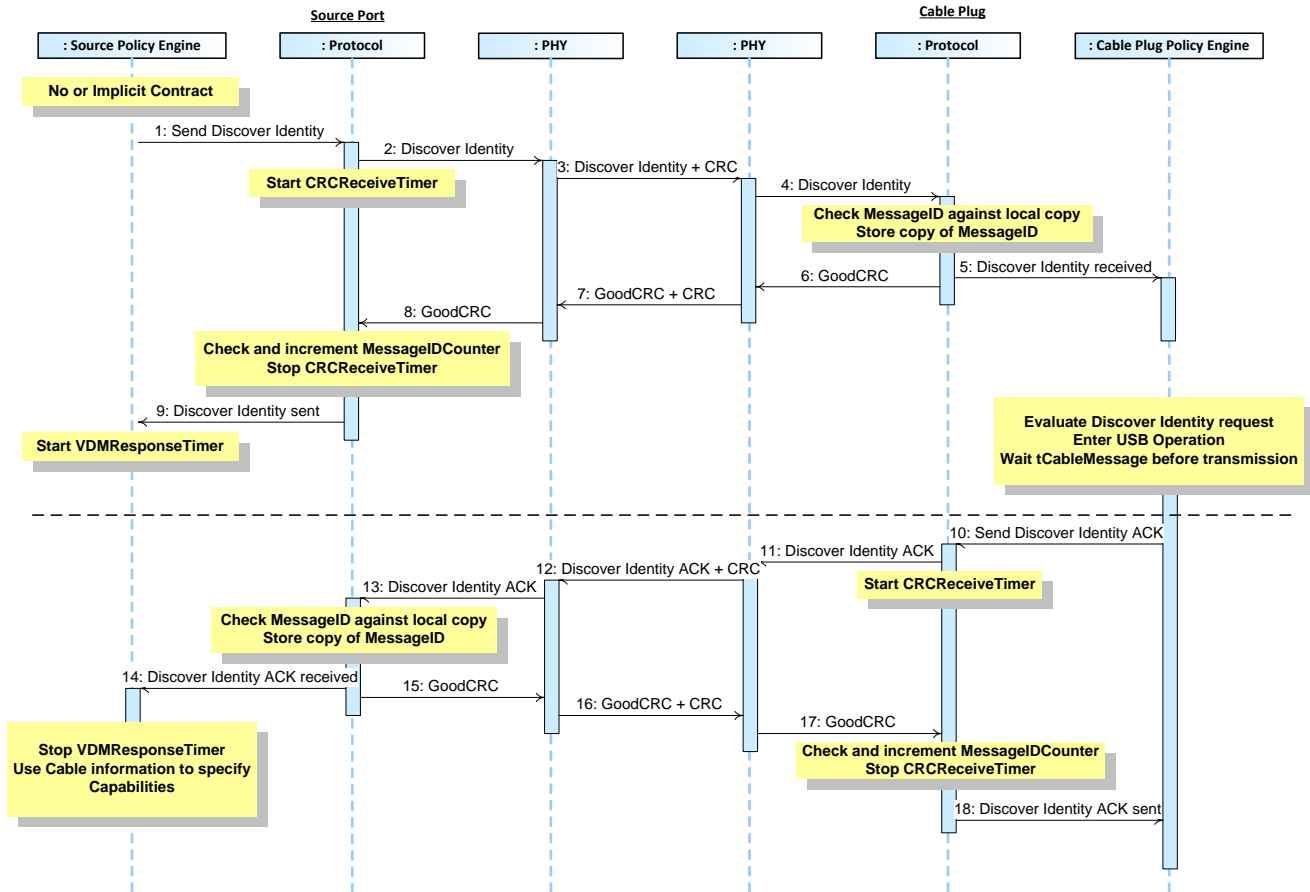 Source Port
Cable Plug
: Source Policy Engine
: Protocol
: PHY
: PHY
: Protocol
: Cable Plug Policy Engine
No or Implicit Contract
1: Send Discover Identity
2: Discover Identity
3: Discover Identity + CRC
Start CRCReceiveTimer
4: Discover Identity
Check MessageID against local copy
Store copy of MessageID
5: Discover Identity received
6: GoodCRC
7: GoodCRC + CRC
8: GoodCRC
Check and increment MessageIDCounter
Stop CRCReceiveTimer
9: Discover Identity sent
Start VDMResponseTimer
Evaluate Discover Identity request
Enter USB Operation
Wait tCableMessage before transmission
10: Send Discover Identity ACK
11: Discover Identity ACK
12: Discover Identity ACK + CRC
Start CRCReceiveTimer
13: Discover Identity ACK
Check MessageID against local copy
Store copy of MessageID
14: Discover Identity ACK received
15: GoodCRC
16: GoodCRC + CRC
17: GoodCRC
Stop VDMResponseTimer
Use Cable information to specify
Capabilities
Check and increment MessageIDCounter
Stop CRCReceiveTimer
18: Discover Identity ACK sent